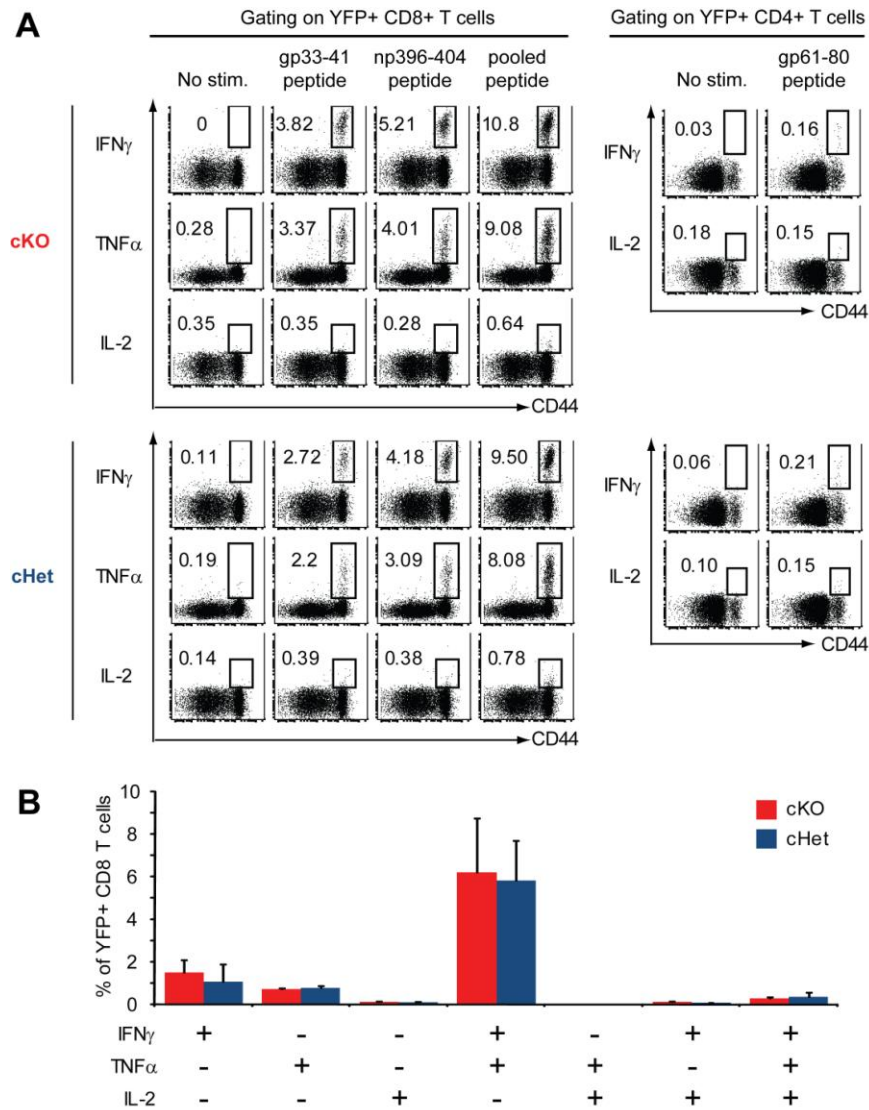 A
Gating on YFP+ CD8+ T cells
Gating on YFP+ CD4+ T cells
No stim.
gp33-41 peptide
np396-404 peptide
pooled peptide
No stim.
gp61-80 peptide
cKO
IFNγ
0
3.82
5.21
10.8
TNFα
0.28
3.37
4.01
9.08
IL-2
0.35
0.35
0.28
0.64
CD44
IFNγ
0.03
0.16
IL-2
0.18
0.15
CD44
cHet
IFNγ
0.11
2.72
4.18
9.50
TNFα
0.19
2.2
3.09
8.08
IL-2
0.14
0.39
0.38
0.78
CD44
IFNγ
0.06
0.21
IL-2
0.10
0.15
CD44
B
% of YFP+ CD8 T cells
10
8
6
4
2
0
cKO
cHet
IFNγ + - - + - + +
TNFα - + - + + - +
IL-2 - - + - + + +